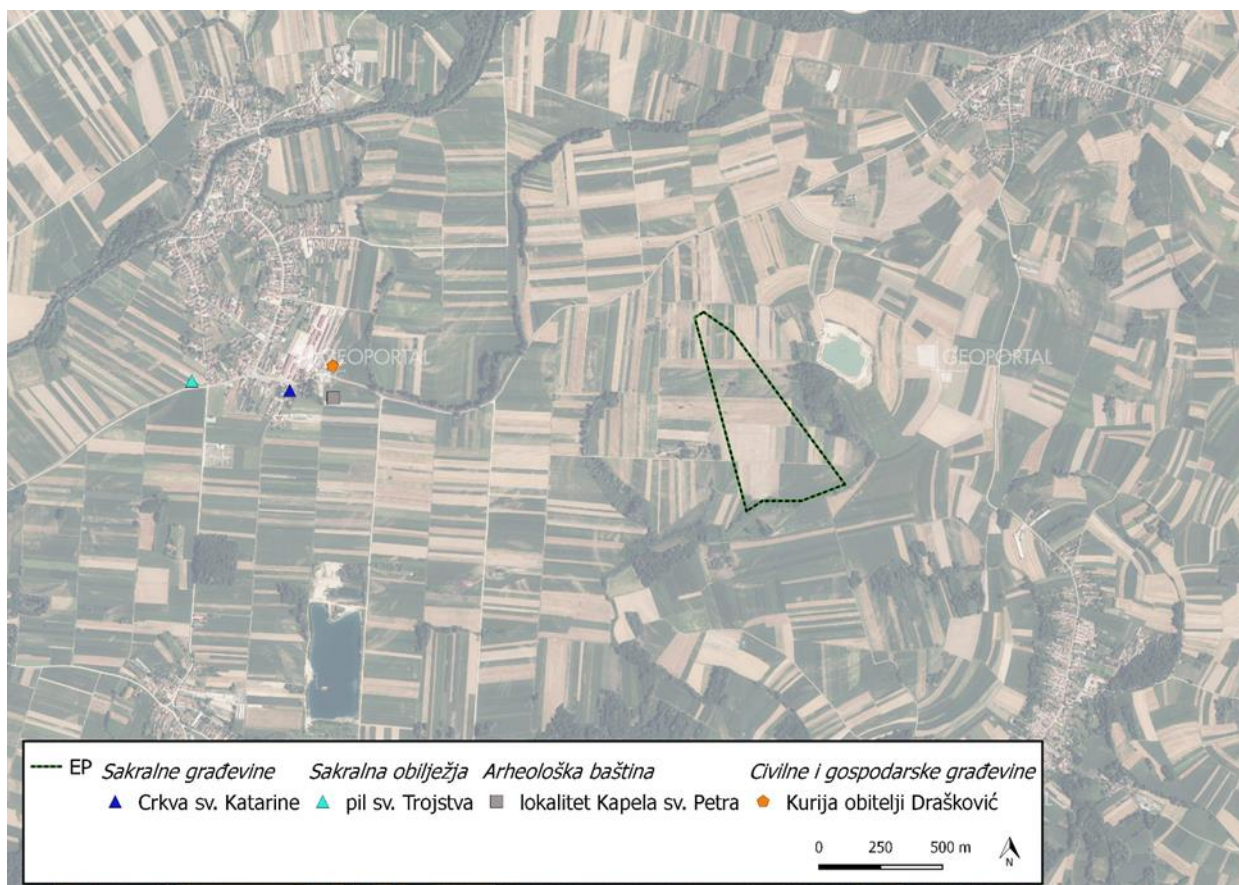 GEOPORTAL
GEOPORTAL
EP
Sakralne građevine
Sakralna obilježja
Arheološka baština
Civilne i gospodarske građevine
Crkva sv. Katarine
pil sv. Trojstva
lokalitet Kapela sv. Petra
Kurija obitelji Drašković
0 250 500 m
N